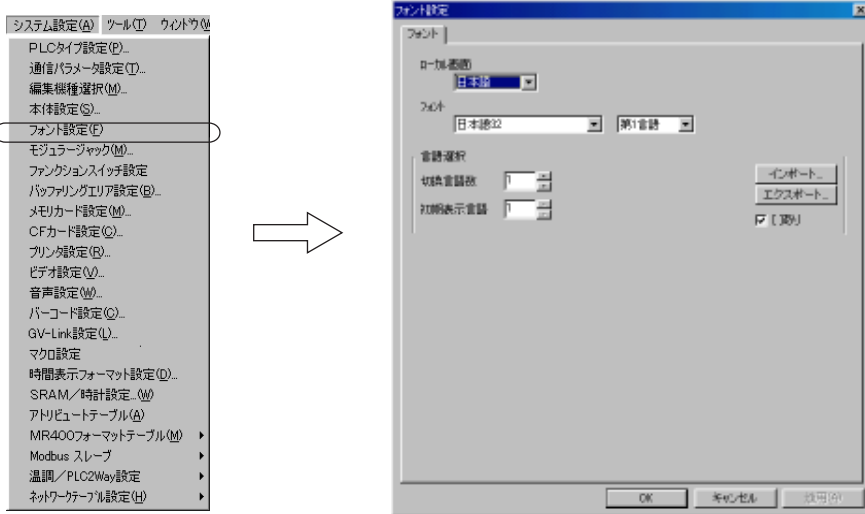 システム設定(A) ツール(T) ウィンドウ(W
PLCタイプ設定(P)...
通信パラメータ設定(T)...
編集機種選択(M)...
本体設定(S)...
フォント設定(F)
モジュラージャック(M)...
ファンクションスイッチ設定
バッファリングエリア設定(B)...
メモリカード設定(M)...
CFカード設定(C)...
プリンタ設定(R)...
ビデオ設定(V)...
音声設定(W)...
バーコード設定(C)...
GV-Link設定(L)...
マクロ設定
時間表示フォーマット設定(D)...
SRAM/時計設定...(W)
アトリビュートテーブル(A)
MR400フォーマットテーブル(M)
Modbus スレーブ
温調/PLC2Way設定
ネットワークテーブル設定(H)
フォント設定
フォント
ローカル画面
日本語
フォント
日本語32 第1言語
言語選択
切換言語数 1
初期表示言語 1
インポート...
エクスポート...
OK キャンセル 適用(A)